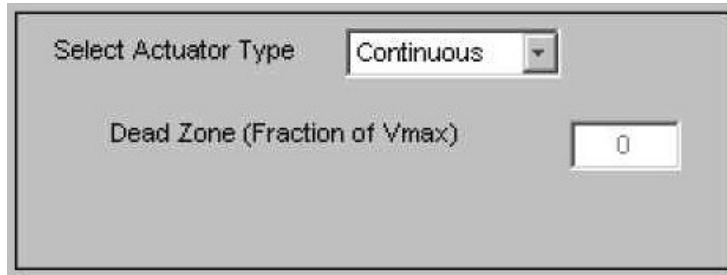 Select Actuator Type Continuous
Dead Zone (Fraction of Vmax) 0